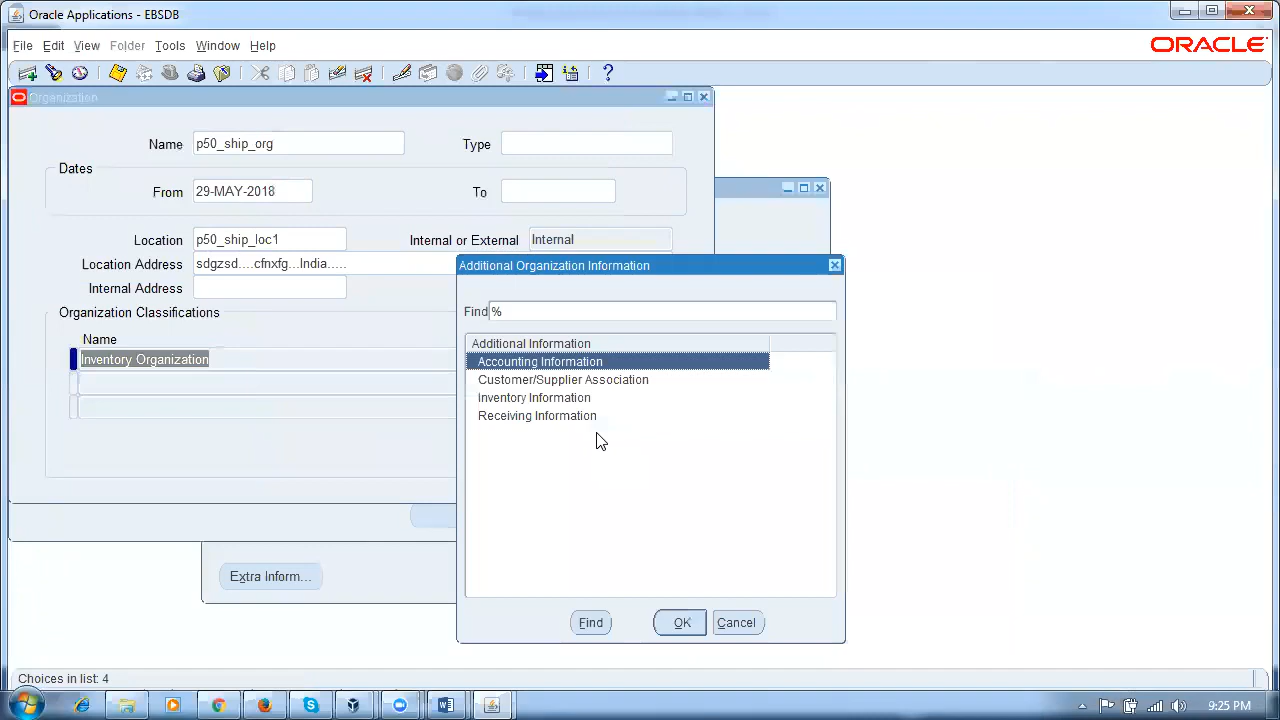 Oracle Applications - EBSDB
File Edit View Folder Tools Window Help
ORACLE
Organization
Name p50_ship_org Type
Dates
From 29-MAY-2018 To
Location p50_ship_loc1 Internal or External Internal
Location Address sdgzsd....cfnxfg...India.....
Internal Address
Organization Classifications
Name
Inventory Organization
Extra Inform...
Additional Organization Information
Find %
Additional Information
Accounting Information
Customer/Supplier Association
Inventory Information
Receiving Information
Find OK Cancel
Choices in list: 4
9:25 PM